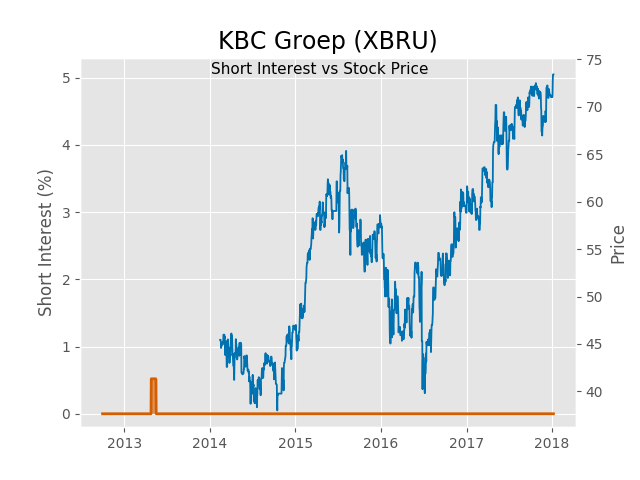 KBC Groep (XBRU)
Short Interest vs Stock Price
Short Interest (%)
5
4
3
2
1
0
75
70
65
60
55
50
45
40
Price
2013 2014 2015 2016 2017 2018